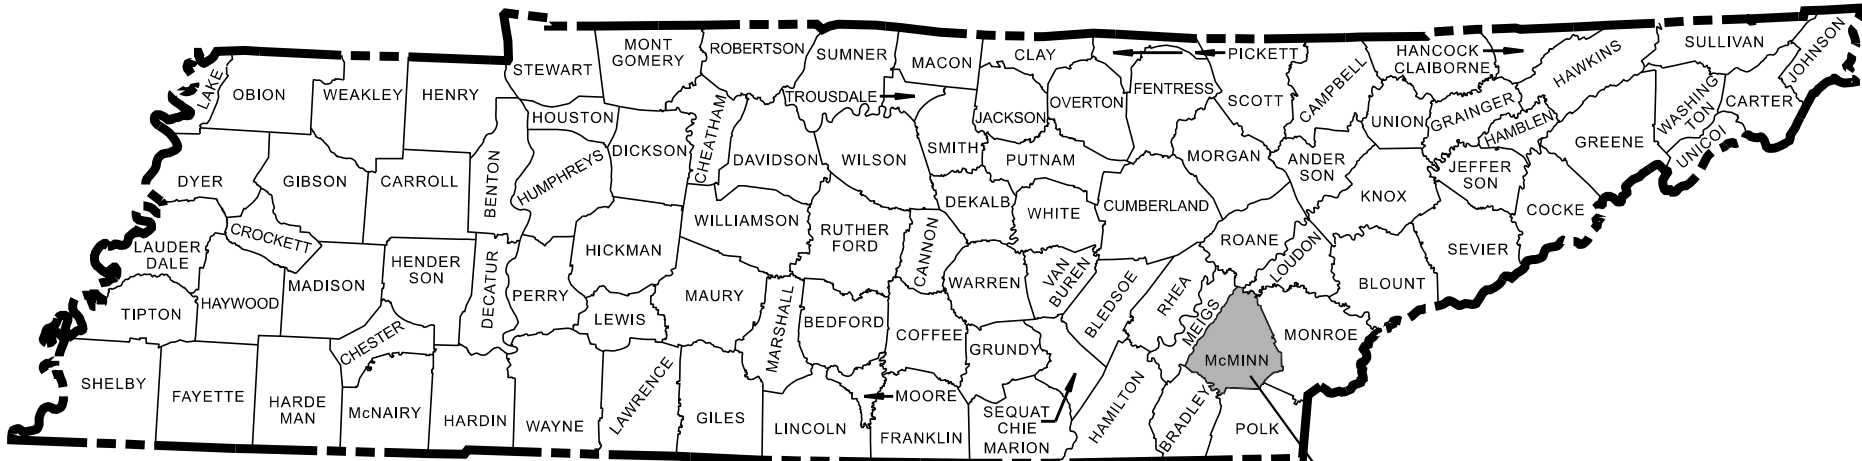 LAKE
OBION
WEAKLEY
HENRY
STEWART
MONT
GOMERY
ROBERTSON
SUMNER
MACON
CLAY
PICKETT
HANCOCK
CLAIBORNE
HAWKINS
SULLIVAN
JOHNSON
TROUSDALE
JACKSON
OVERTON
FENTRESS
SCOTT
CAMPBELL
UNION
GRAINGER
HAMBLEN
GREENE
WASHING
TON
UNICOI
CARTER
HOUSTON
DICKSON
CHEATHAM
DAVIDSON
WILSON
SMITH
PUTNAM
MORGAN
ANDER
SON
KNOX
JEFFER
SON
COCKE
DYER
GIBSON
CARROLL
BENTON
HUMPHREYS
WILLIAMSON
RUTHER
FORD
CANNON
DEKALB
WHITE
CUMBERLAND
ROANE
LOUDON
BLOUNT
SEVIER
LAUDER
DALE
CROCKETT
HAYWOOD
MADISON
HENDER
SON
DECATUR
PERRY
HICKMAN
LEWIS
MAURY
MARSHALL
BEDFORD
COFFEE
WARREN
VAN
BUREN
BLEDSOE
RHEA
MEIGS
McMINN
MONROE
TIPTON
SHELBY
FAYETTE
HARDE
MAN
CHESTER
McNAIRY
HARDIN
WAYNE
LAWRENCE
GILES
LINCOLN
MOORE
FRANKLIN
GRUNDY
SEQUAT
CHIE
MARION
HAMILTON
BRADLEY
POLK